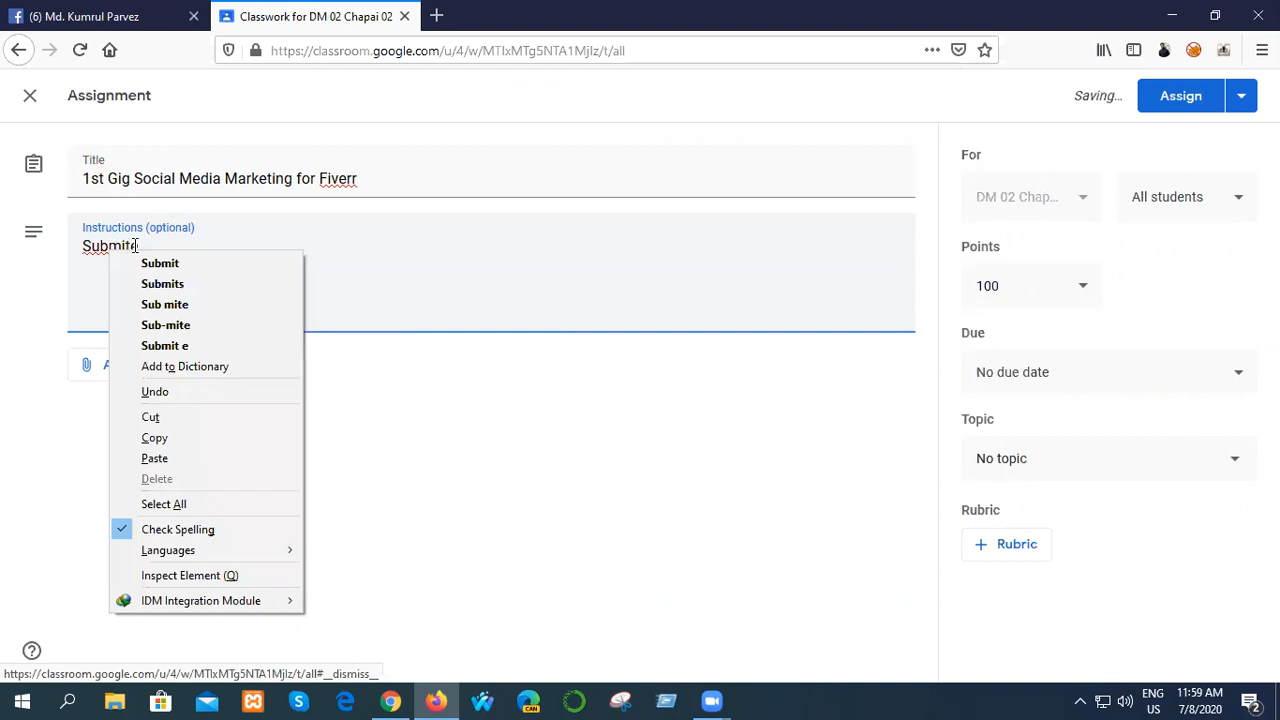 (6) Md. Kumrul Parvez
Classwork for DM 02 Chapai 02
https://classroom.google.com/u/4/w/MTIxMTg5NTA1MjIz/t/all
Assignment
Saving...
Assign
Title
1st Gig Social Media Marketing for Fiverr
Instructions (optional)
Submite
Submit
Submits
Sub mite
Sub-mite
Submit e
Add to Dictionary
Undo
Cut
Copy
Paste
Delete
Select All
Check Spelling
Languages
Inspect Element (Q)
IDM Integration Module
For
DM 02 Chap...
All students
Points
100
Due
No due date
Topic
No topic
Rubric
Rubric
https://classroom.google.com/u/4/w/MTIxMTg5NTA1MjIz/t/all#__dismiss__
CAN
ENG
US
11:59 AM
7/8/2020
2